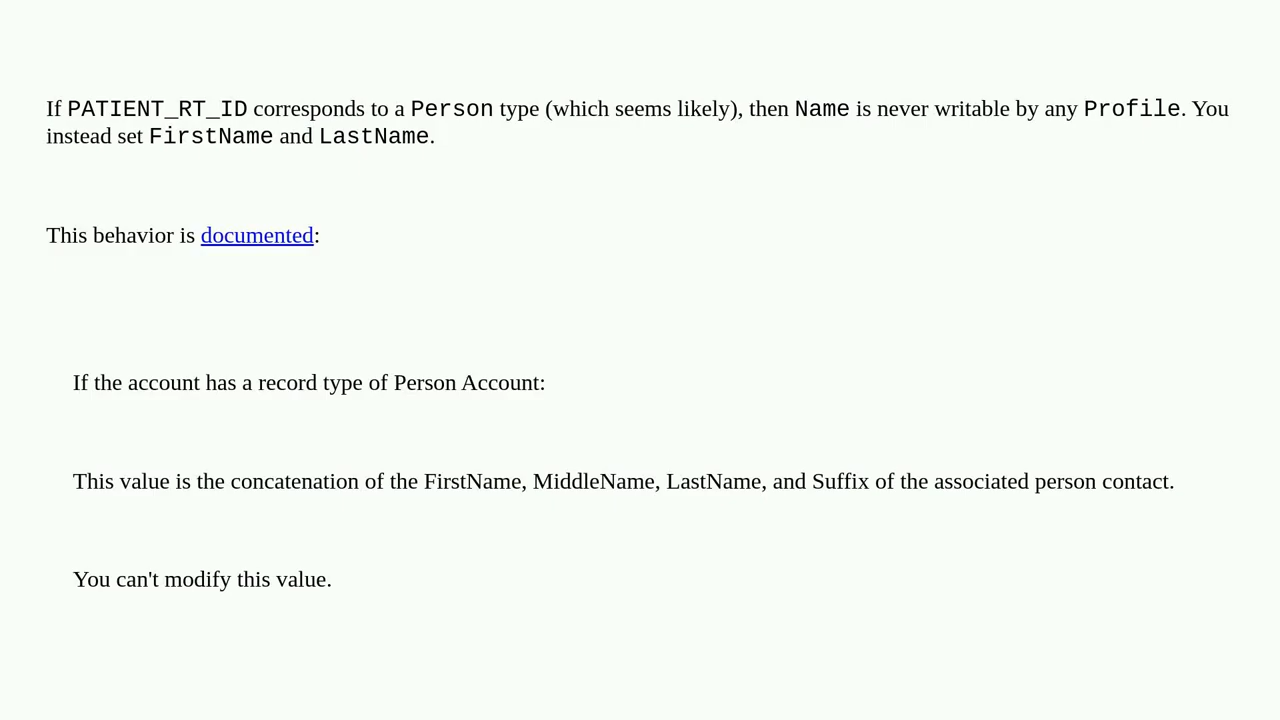 If PATIENT_RT_ID corresponds to a Person type (which seems likely), then Name is never writable by any Profile. You
instead set FirstName and LastName.
This behavior is documented:
If the account has a record type of Person Account:
This value is the concatenation of the FirstName, MiddleName, LastName, and Suffix of the associated person contact.
You can't modify this value.